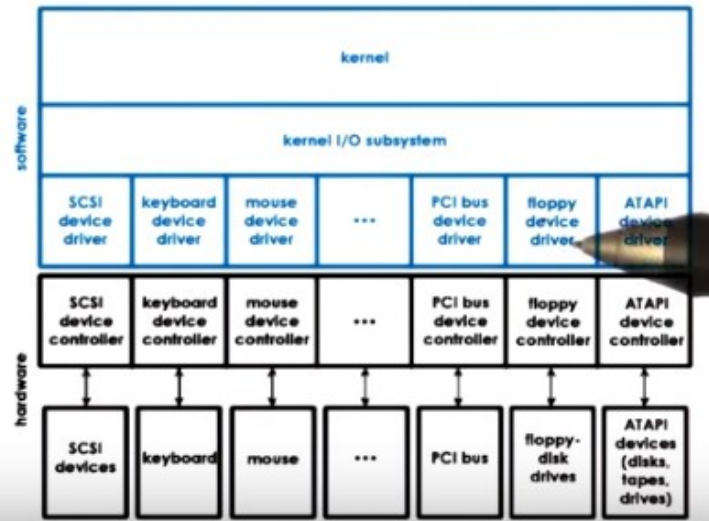 software
kernel
kernel I/O subsystem
SCSI
device
driver
keyboard
device
driver
mouse
device
driver
...
PCI bus
device
driver
floppy
device
driver
ATAPI
device
driver
hardware
SCSI
device
controller
keyboard
device
controller
mouse
device
controller
...
PCI bus
device
controller
floppy
device
controller
ATAPI
device
controller
SCSI
devices
keyboard
mouse
...
PCI bus
floppy-
disk
drives
ATAPI
devices
(disks,
tapes,
drives)